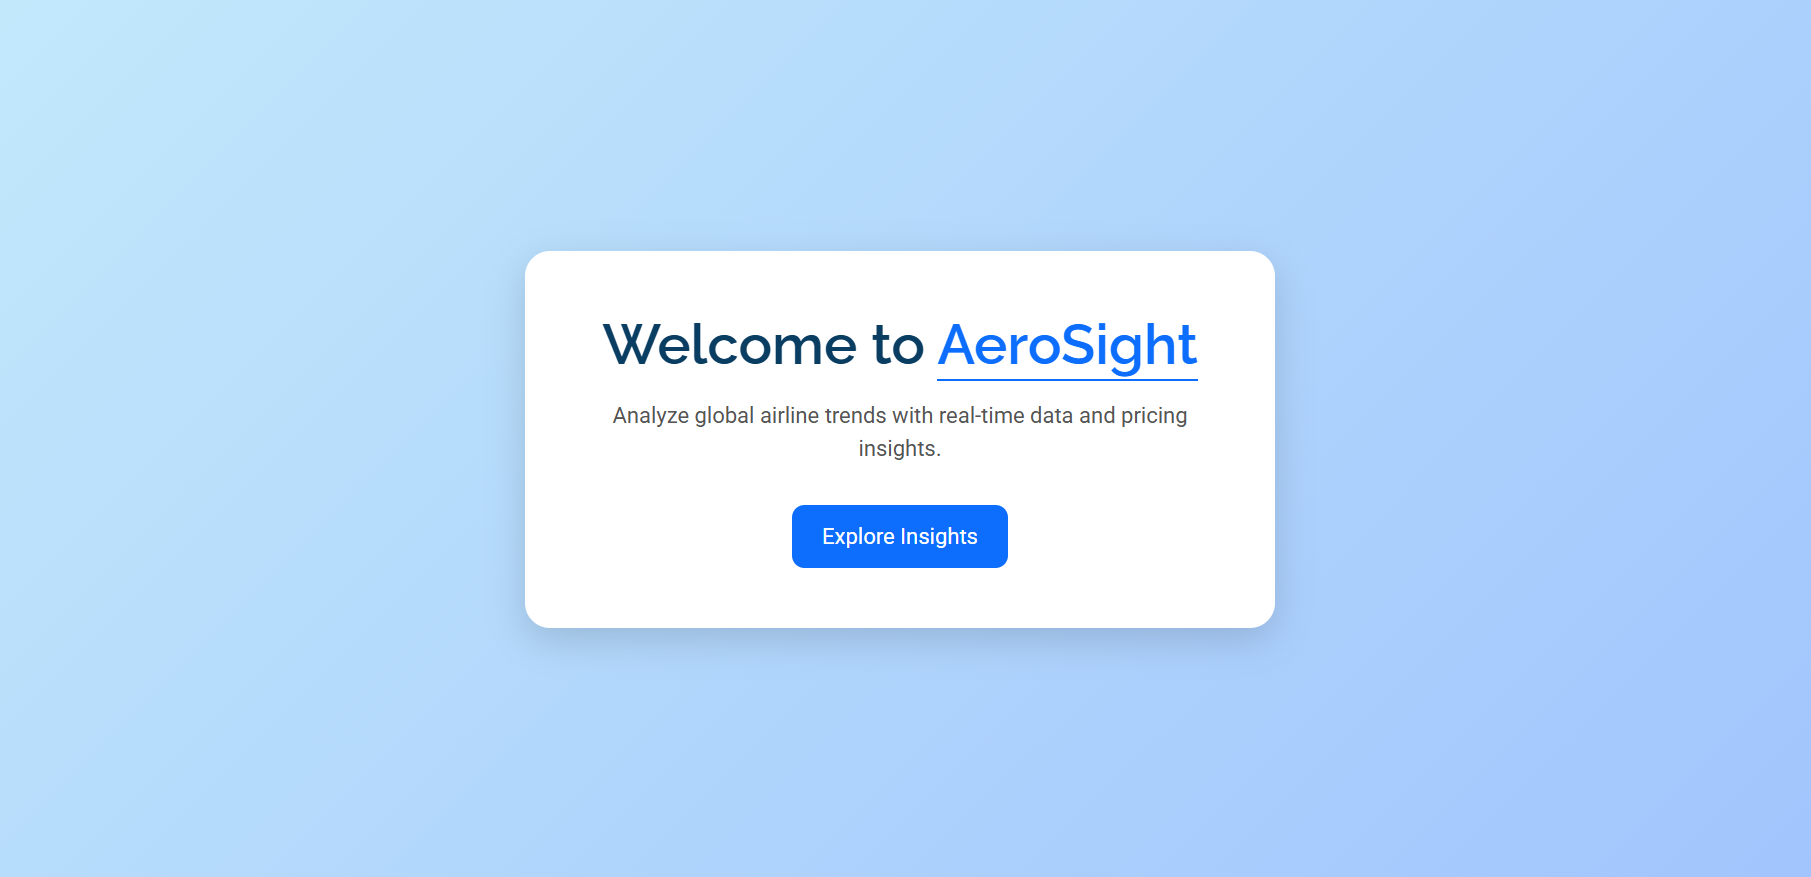 Welcome to AeroSight
Analyze global airline trends with real-time data and pricing
insights.
Explore Insights